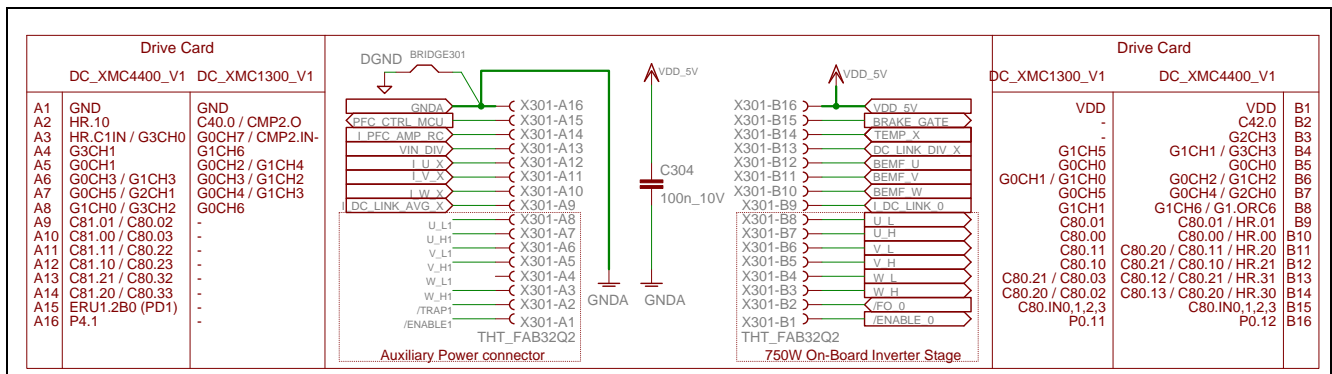 Drive Card
DC_XMC4400_V1 DC_XMC1300_V1
A1 GND GND
A2 HR.10 C40.0 / CMP2.O
A3 HR.C1IN / G3CH0 G0CH7 / CMP2.IN-
A4 G3CH1 G1CH6
A5 G0CH1 G0CH2 / G1CH4
A6 G0CH3 / G1CH3 G0CH3 / G1CH2
A7 G0CH5 / G2CH1 G0CH4 / G1CH3
A8 G1CH0 / G3CH2 G0CH6
A9 C81.01 / C80.02 -
A10 C81.00 / C80.03 -
A11 C81.11 / C80.22 -
A12 C81.10 / C80.23 -
A13 C81.21 / C80.32 -
A14 C81.20 / C80.33 -
A15 ERU1.2B0 (PD1) -
A16 P4.1 -
DGND
BRIDGE301
GNDA X301-A16
PFC_CTRL_MCU X301-A15
I_PFC_AMP_RC X301-A14
VIN_DIV X301-A13
I_U_X X301-A12
I_V_X X301-A11
I_W_X X301-A10
I_DC_LINK_AVG_X X301-A9
U_L1 X301-A8
U_H1 X301-A7
V_L1 X301-A6
V_H1 X301-A5
W_L1 X301-A4
W_H1 X301-A3
/TRAP1 X301-A2
/ENABLE1 X301-A1
THT_FAB32Q2
Auxiliary Power connector
GNDA
VDD_5V
C304
100n_10V
GNDA
VDD_5V
X301-B16 VDD_5V
X301-B15 BRAKE_GATE
X301-B14 TEMP_X
X301-B13 DC_LINK_DIV_X
X301-B12 BEMF_U
X301-B11 BEMF_V
X301-B10 BEMF_W
X301-B9 I_DC_LINK_0
X301-B8 U_L
X301-B7 U_H
X301-B6 V_L
X301-B5 V_H
X301-B4 W_L
X301-B3 W_H
X301-B2 /FO_0
X301-B1 /ENABLE_0
THT_FAB32Q2
750W On-Board Inverter Stage
Drive Card
DC_XMC1300_V1 DC_XMC4400_V1
VDD VDD B1
- C42.0 B2
- G2CH3 B3
G1CH5 G1CH1 / G3CH3 B4
G0CH0 G0CH0 B5
G0CH1 / G1CH0 G0CH2 / G1CH2 B6
G0CH5 G0CH4 / G2CH0 B7
G1CH1 G1CH6 / G1.ORC6 B8
C80.01 C80.01 / HR.01 B9
C80.00 C80.00 / HR.00 B10
C80.11 C80.20 / C80.11 / HR.20 B11
C80.10 C80.21 / C80.10 / HR.21 B12
C80.21 / C80.03 C80.12 / C80.21 / HR.31 B13
C80.20 / C80.02 C80.13 / C80.20 / HR.30 B14
C80.IN0,1,2,3 C80.IN0,1,2,3 B15
P0.11 P0.12 B16